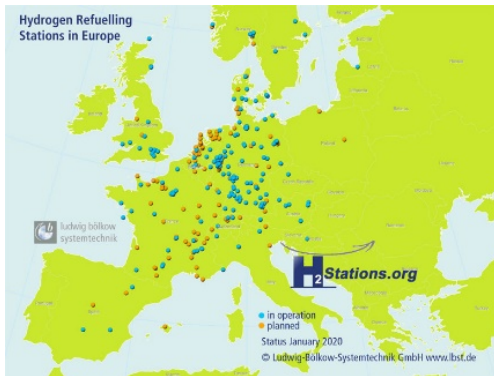 Hydrogen Refuelling
Stations in Europe
ludwig bölkow
systemtechnik
H2Stations.org
in operation
planned
Status January 2020
© Ludwig-Bölkow-Systemtechnik GmbH www.lbst.de